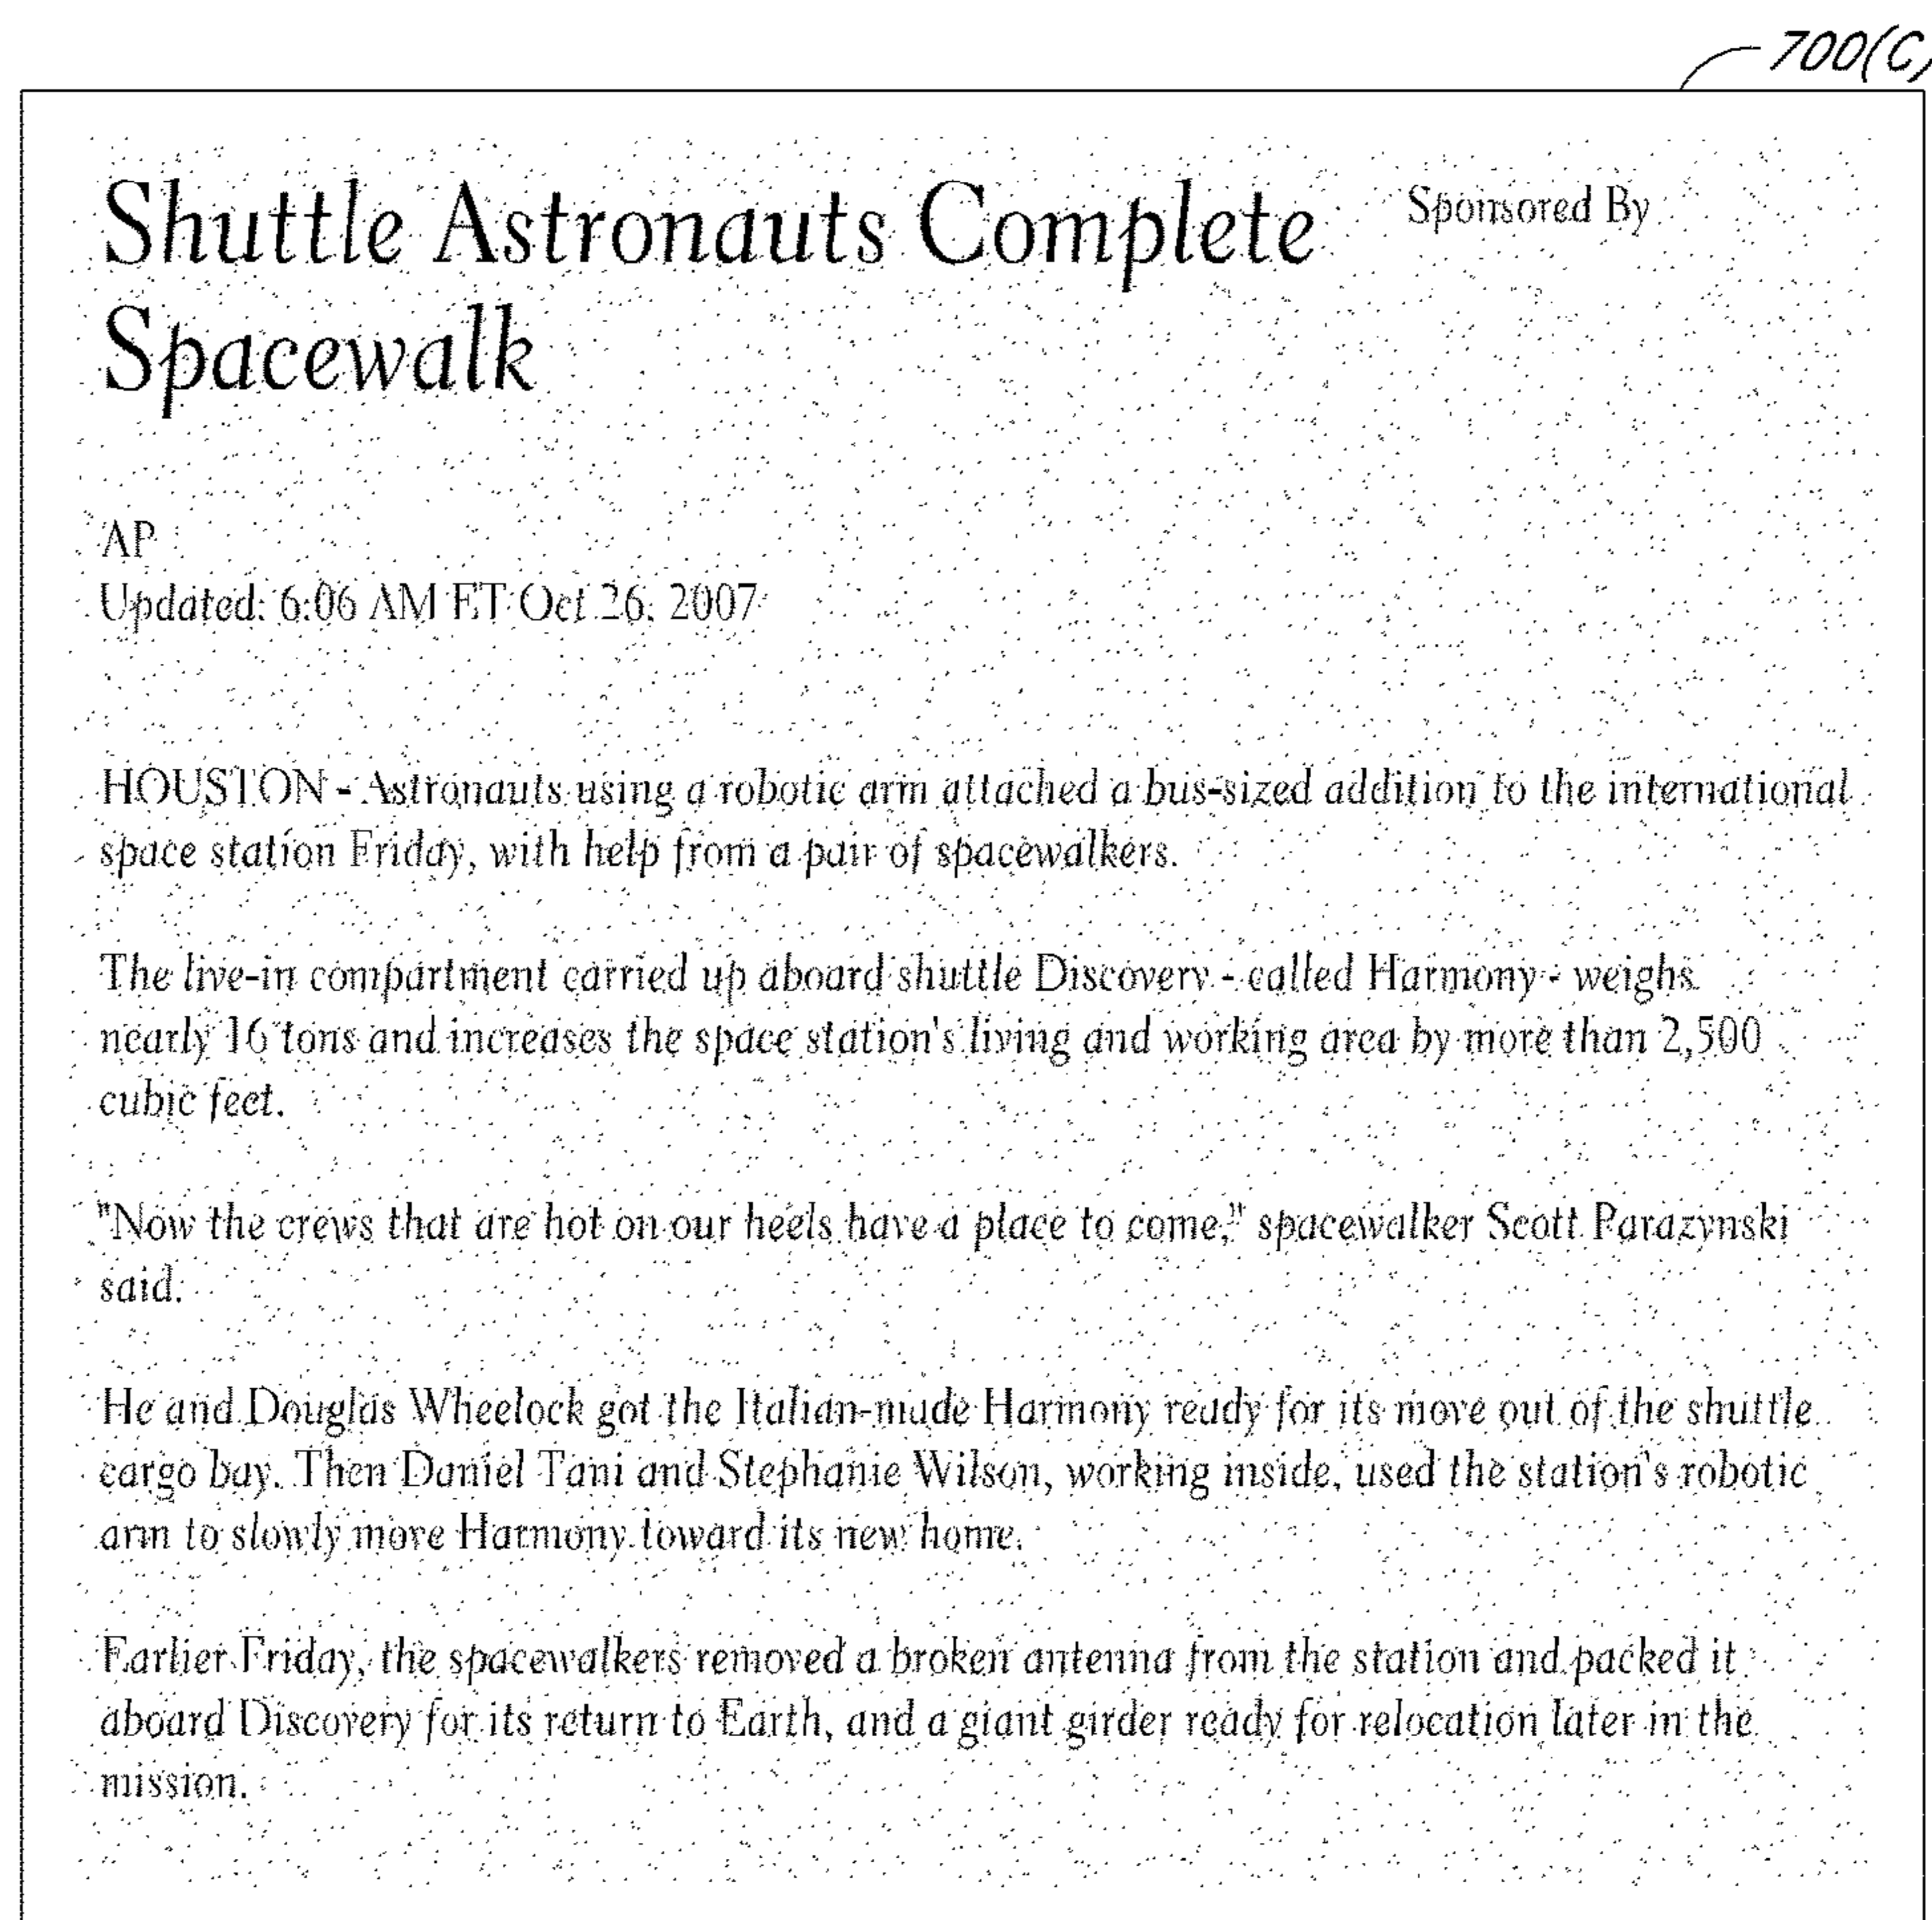 700(C)
Shuttle Astronauts Complete
Spacewalk
Sponsored By
AP
Updated: 6:06 AM ET Oct 26, 2007
HOUSTON - Astronauts using a robotic arm attached a bus-sized addition to the international
space station Friday, with help from a pair of spacewalkers.
The live-in compartment carried up aboard shuttle Discovery - called Harmony - weighs
nearly 16 tons and increases the space station's living and working area by more than 2,500
cubic feet.
"Now the crews that are hot on our heels have a place to come," spacewalker Scott Parazynski
said.
He and Douglas Wheelock got the Italian-made Harmony ready for its move out of the shuttle
cargo bay. Then Daniel Tani and Stephanie Wilson, working inside, used the station's robotic
arm to slowly move Harmony toward its new home.
Earlier Friday, the spacewalkers removed a broken antenna from the station and packed it
aboard Discovery for its return to Earth, and a giant girder ready for relocation later in the
mission.